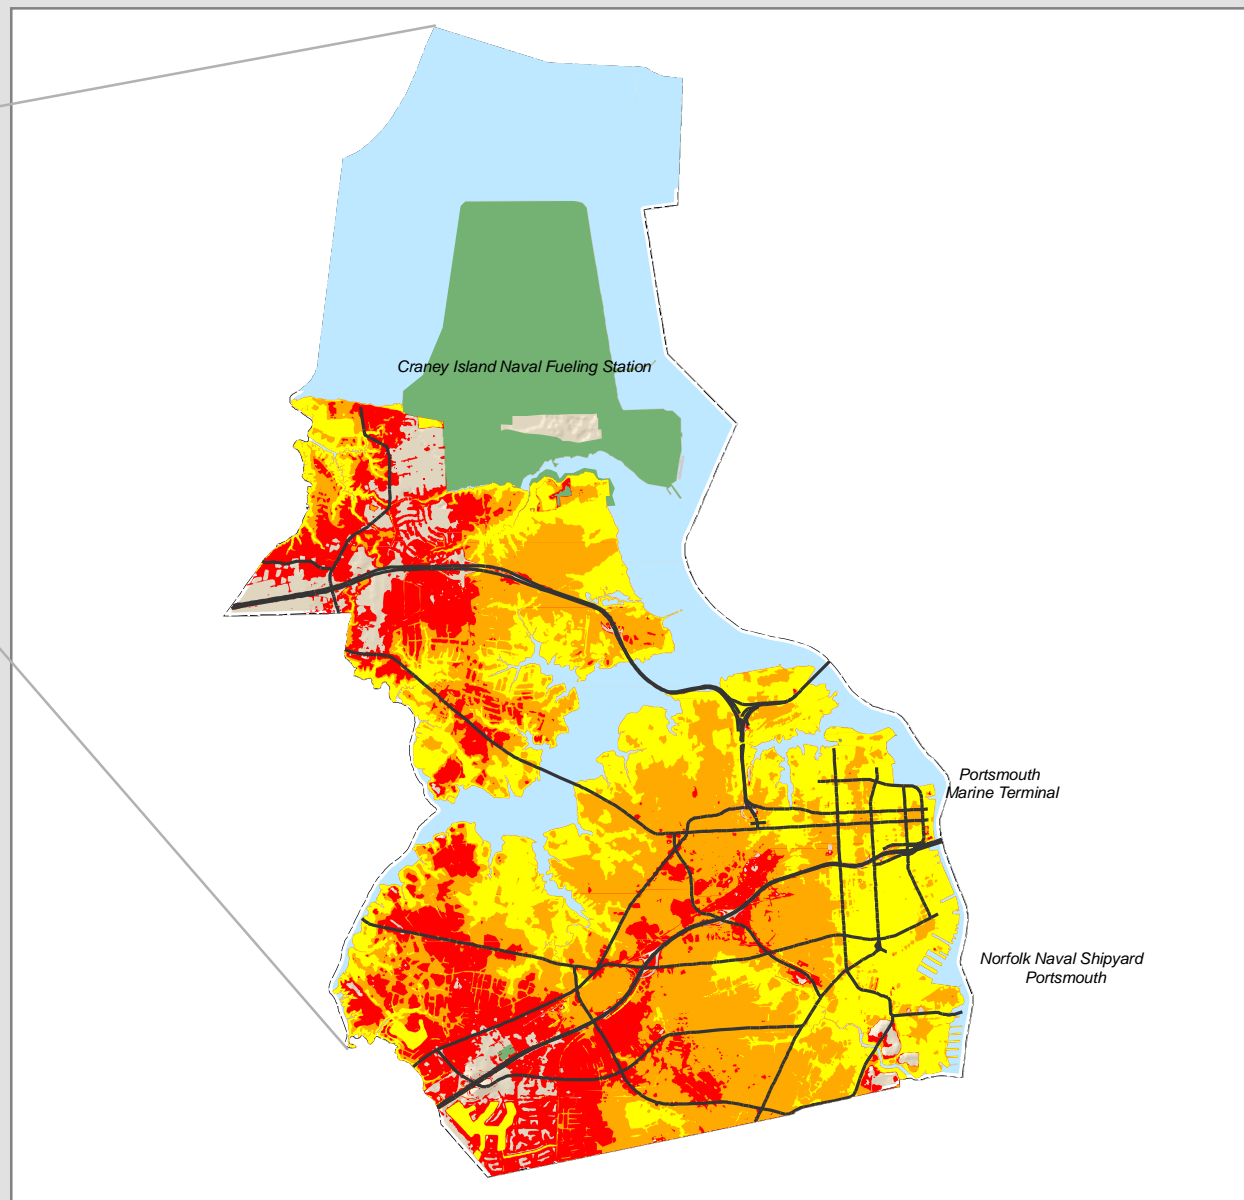 Craney Island Naval Fueling Station
Portsmouth
Marine Terminal
Norfolk Naval Shipyard
Portsmouth